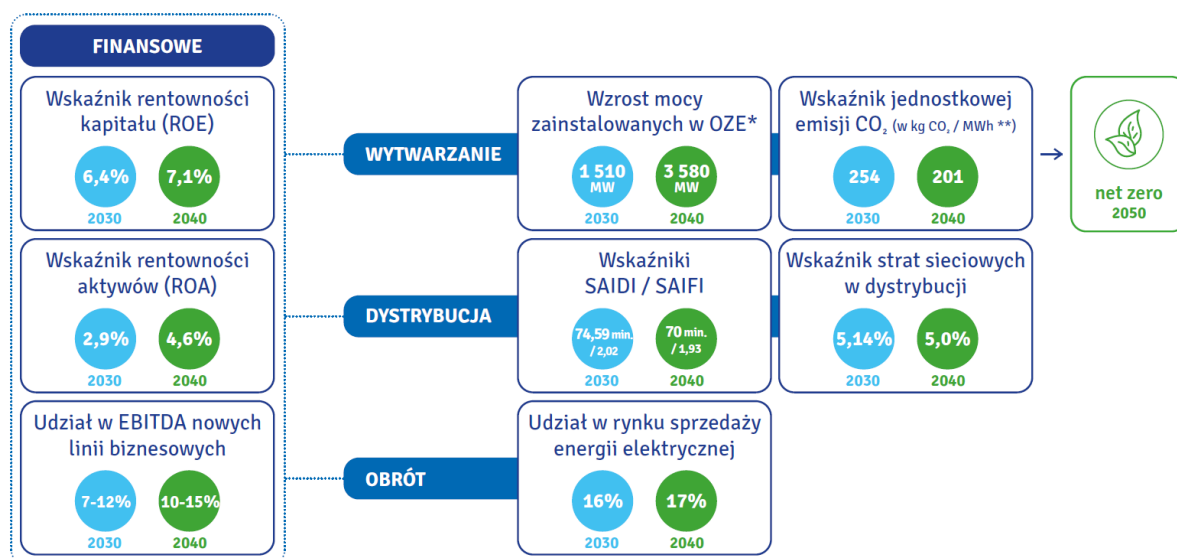 FINANSOWE
Wskaźnik rentowności
kapitału (ROE)
6,4%
7,1%
2030
2040
Wskaźnik rentowności
aktywów (ROA)
2,9%
4,6%
2030
2040
Udział w EBITDA nowych
linii biznesowych
7-12%
10-15%
2030
2040
WYTWARZANIE
Wzrost mocy
zainstalowanych w OZE*
1 510
MW
3 580
MW
2030
2040
Wskaźnik jednostkowej
emisji CO₂ (w kg CO₂ / MWh **)
254
201
2030
2040
net zero
2050
DYSTRYBUCJA
Wskaźniki
SAIDI / SAIFI
74,59 min.
/ 2,02
70 min.
/ 1,93
2030
2040
Wskaźnik strat sieciowych
w dystrybucji
5,14%
5,0%
2030
2040
OBRÓT
Udział w rynku sprzedaży
energii elektrycznej
16%
17%
2030
2040